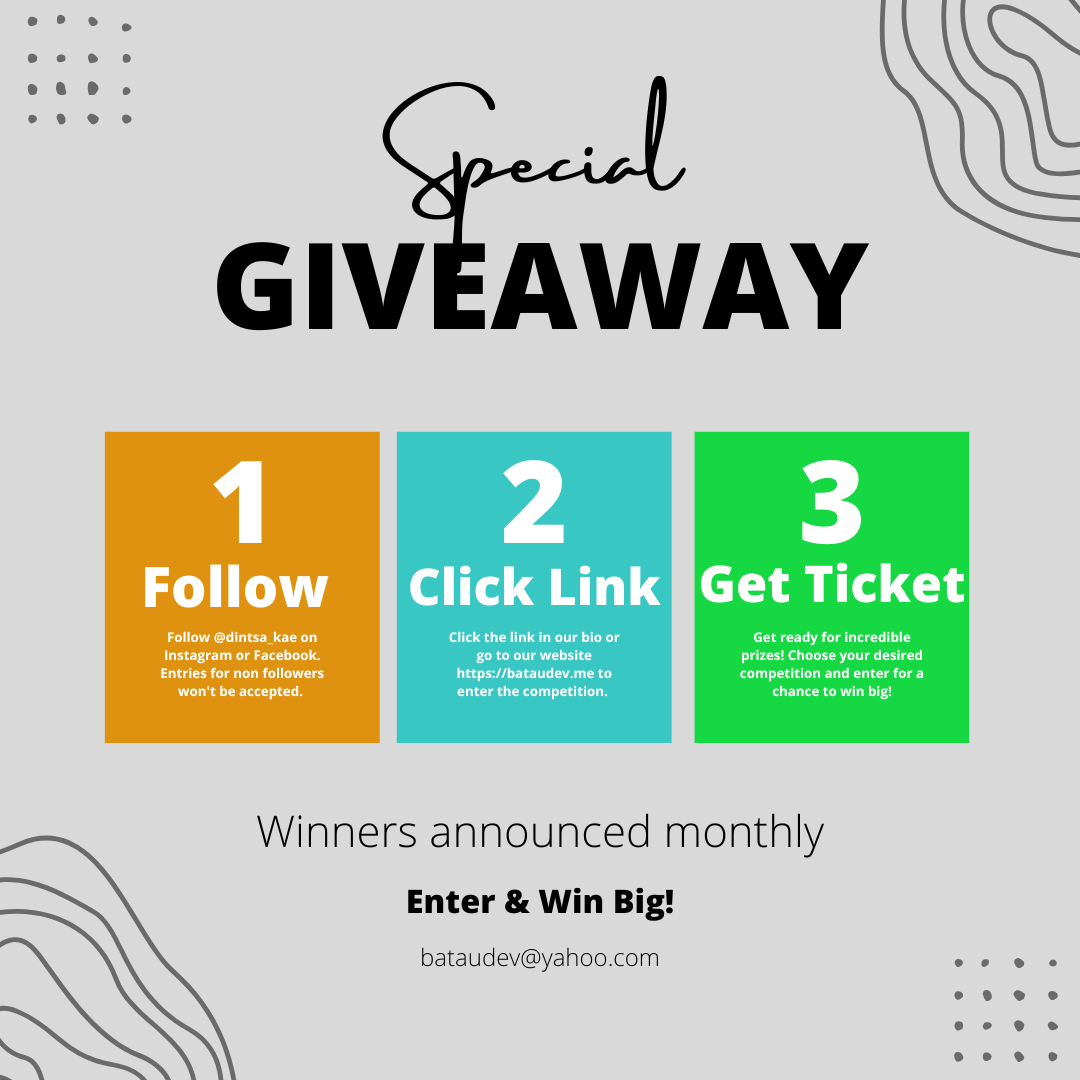 Special
GIVEAWAY
1
Follow
Follow @dintsa_kae on
Instagram or Facebook.
Entries for non followers
won't be accepted.
2
Click Link
Click the link in our bio or
go to our website
https://bataudev.me to
enter the competition.
3
Get Ticket
Get ready for incredible
prizes! Choose your desired
competition and enter for a
chance to win big!
Winners announced monthly
Enter & Win Big!
bataudev@yahoo.com